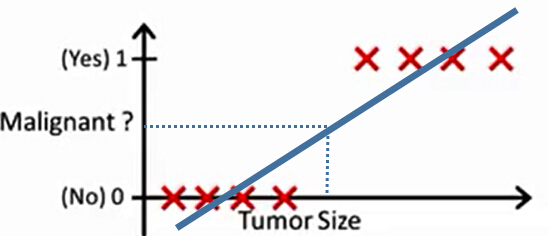 (Yes) 1
Malignant ?
(No) 0
Tumor Size